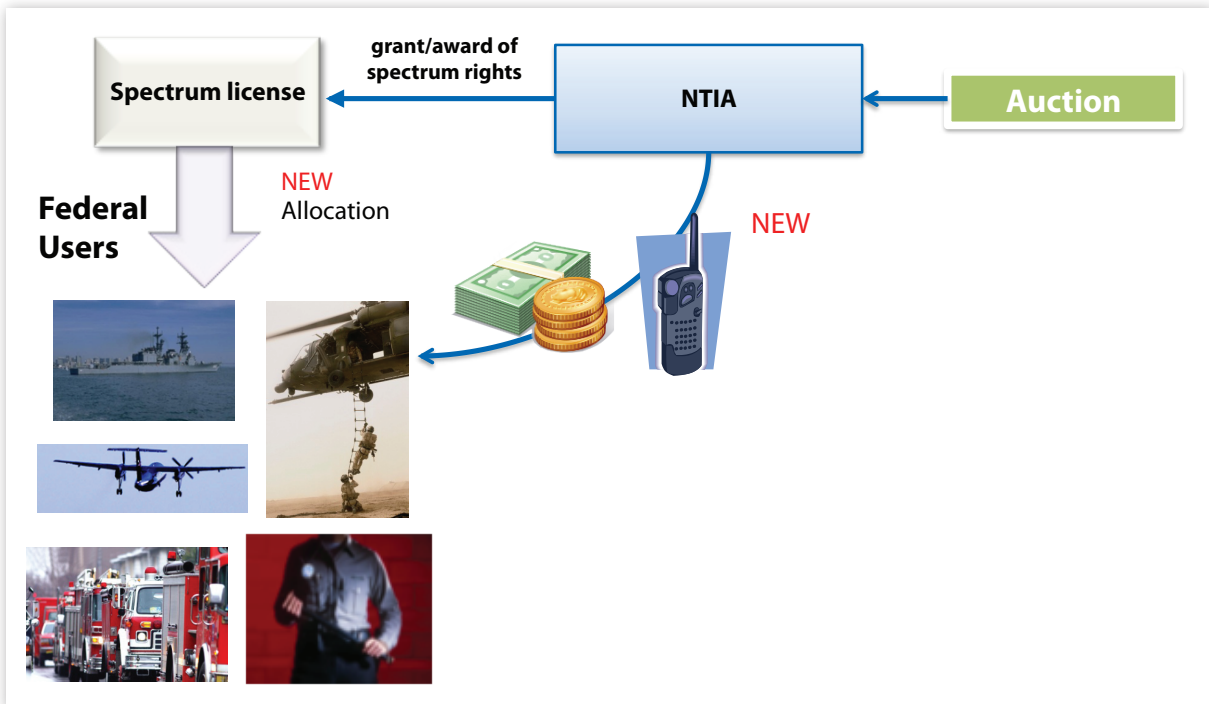 grant/award of
spectrum rights
Spectrum license
NTIA
Auction
NEW
Allocation
Federal
Users
NEW